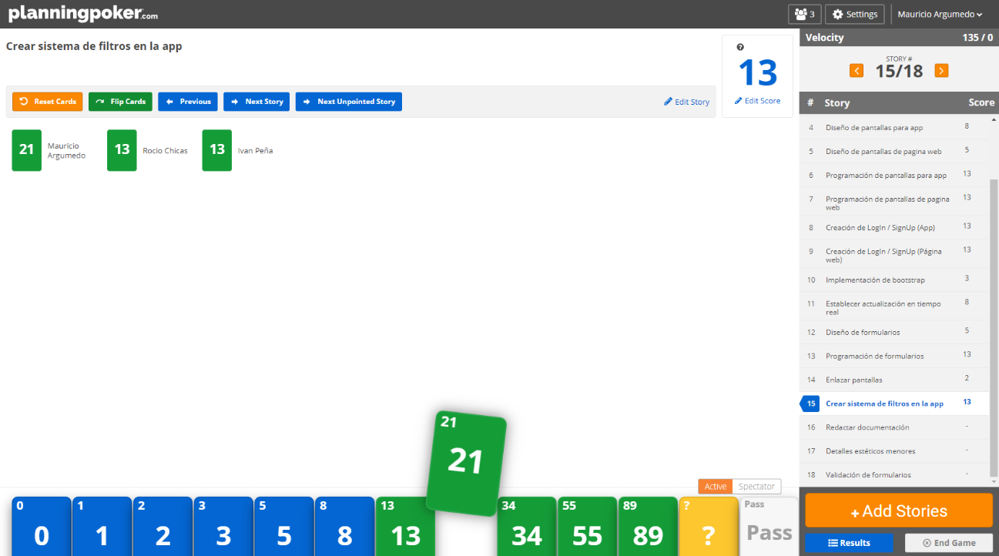 planningpoker.com
3
Settings
Mauricio Argumedo
Crear sistema de filtros en la app
?
13
Edit Score
Reset Cards
Flip Cards
Previous
Next Story
Next Unpointed Story
Edit Story
21
Mauricio
Argumedo
13
Rocio Chicas
13
Ivan Peña
Velocity
135 / 0
STORY #
15/18
# Story Score
4 Diseño de pantallas para app 8
5 Diseño de pantallas de pagina web 5
6 Programación de pantallas para app 13
7 Programación de pantallas de pagina 13
web
8 Creación de LogIn / SignUp (App) 13
9 Creación de LogIn / SignUp (Página 13
web)
10 Implementación de bootstrap 3
11 Establecer actualización en tiempo 8
real
12 Diseño de formularios 5
13 Programación de formularios 13
14 Enlazar pantallas 2
15 Crear sistema de filtros en la app 13
16 Redactar documentación -
17 Detalles estéticos menores -
18 Validación de formularios -
21
21
Active
Spectator
0
0
1
1
2
2
3
3
5
5
8
8
13
13
34
34
55
55
89
89
?
?
Pass
Pass
+ Add Stories
Results
End Game